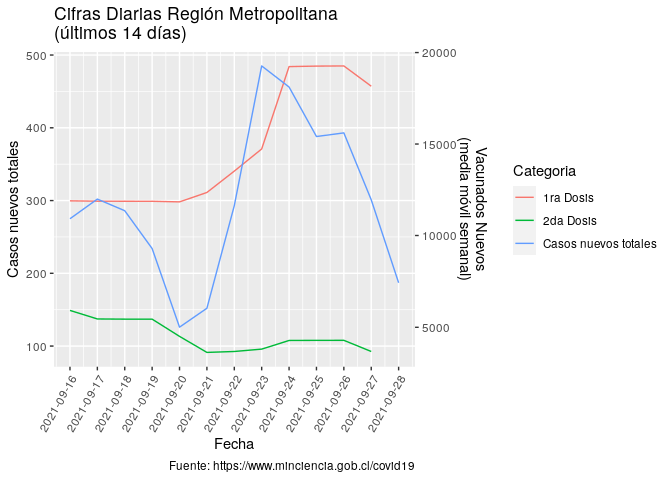 Cifras Diarias Región Metropolitana
(últimos 14 días)
500
400
300
200
100
Casos nuevos totales
20000
15000
10000
5000
Vacunados Nuevos
(media móvil semanal)
2021-09-16
2021-09-17
2021-09-18
2021-09-19
2021-09-20
2021-09-21
2021-09-22
2021-09-23
2021-09-24
2021-09-25
2021-09-26
2021-09-27
2021-09-28
Fecha
Categoria
1ra Dosis
2da Dosis
Casos nuevos totales
Fuente: https://www.minciencia.gob.cl/covid19